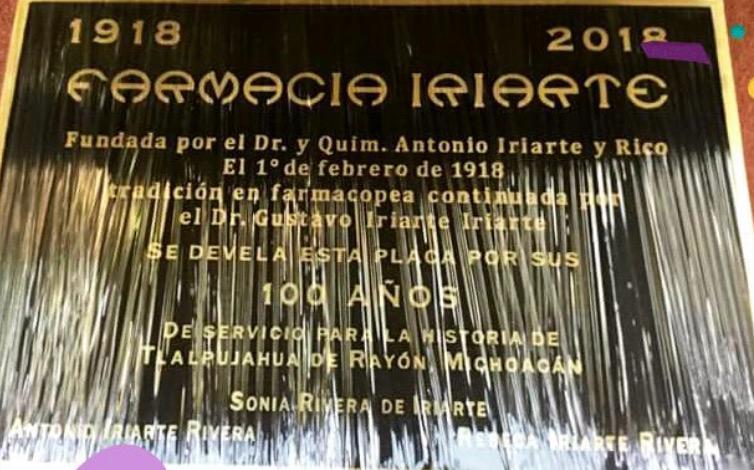 1918 2018
FARMACIA IRIARTE
Fundada por el Dr. y Quim. Antonio Iriarte y Rico
El 1° de febrero de 1918
tradición en farmacopea continuada por
el Dr. Gustavo Iriarte Iriarte
SE DEVELA ESTA PLACA POR SUS
100 AÑOS
DE SERVICIO PARA LA HISTORIA DE
TLALPUJAHUA DE RAYÓN, MICHOACÁN
SONIA RIVERA DE IRIARTE
ANTONIO IRIARTE RIVERA REBECA IRIARTE RIVERA